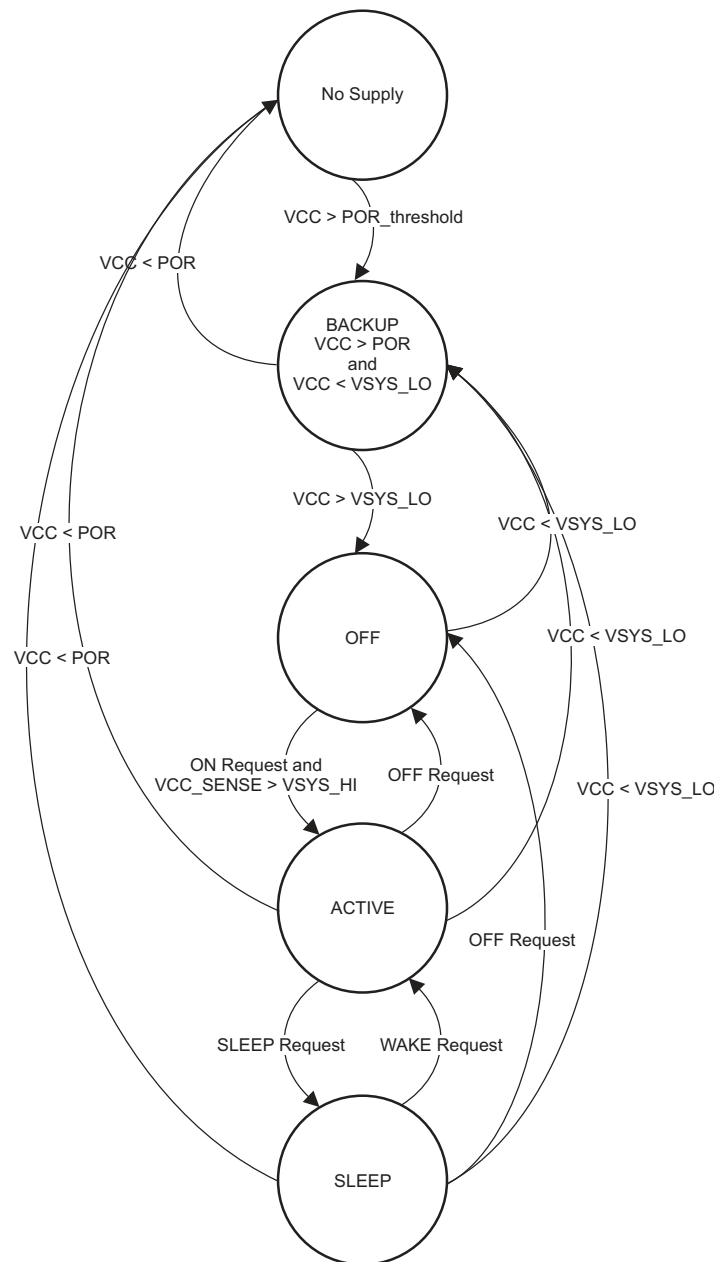 No Supply
VCC > POR_threshold
VCC < POR
BACKUP
VCC > POR
and
VCC < VSYS_LO
VCC > VSYS_LO
VCC < VSYS_LO
VCC < POR
OFF
VCC < VSYS_LO
VCC < POR
ON Request and
VCC_SENSE > VSYS_HI
OFF Request
VCC < VSYS_LO
ACTIVE
OFF Request
SLEEP Request
WAKE Request
SLEEP